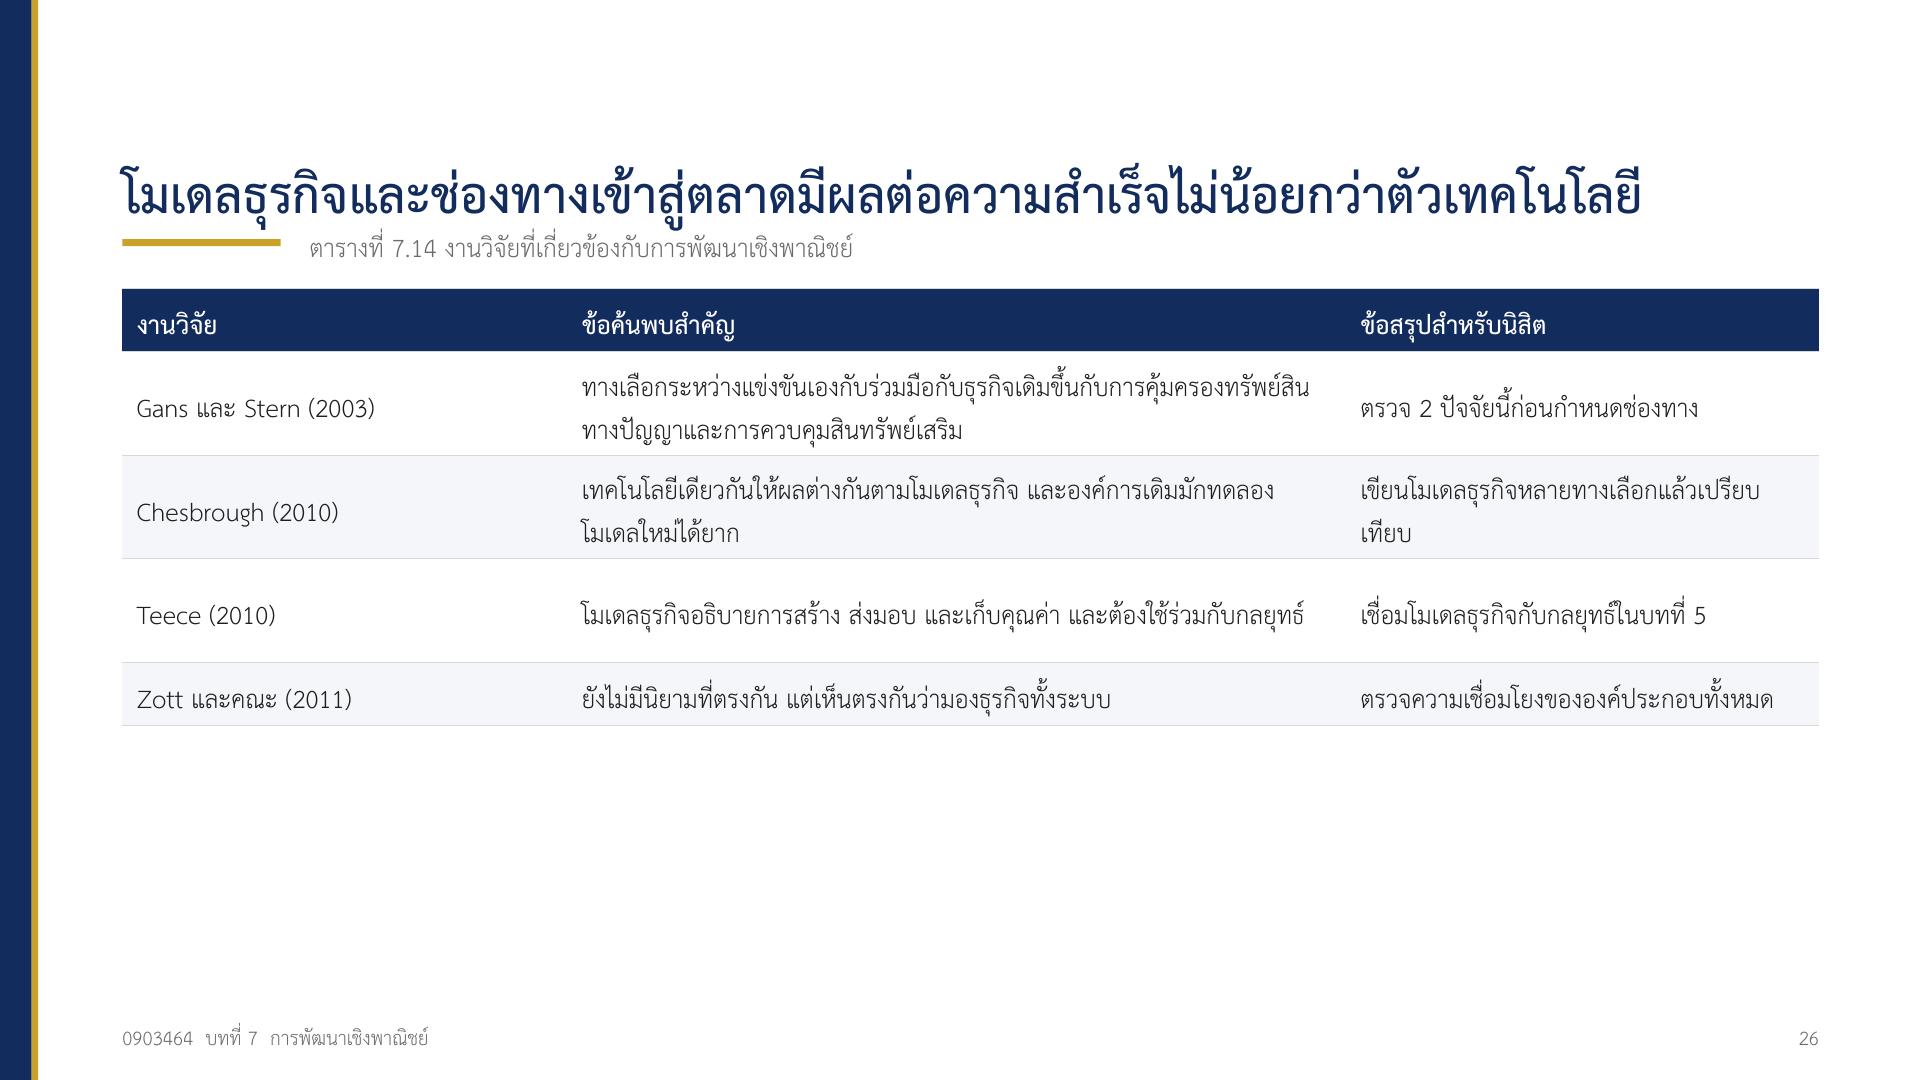 โมเดลธุรกิจและช่องทางเข้าสู่ตลาดมีผลต่อความสำเร็จไม่น้อยกว่าตัวเทคโนโลยี
ตารางที่ 7.14 งานวิจัยที่เกี่ยวข้องกับการพัฒนาเชิงพาณิชย์
งานวิจัย
ข้อค้นพบสำคัญ
ข้อสรุปสำหรับนิสิต
Gans และ Stern (2003)
ทางเลือกระหว่างแข่งขันเองกับร่วมมือกับธุรกิจเดิมขึ้นกับการคุ้มครองทรัพย์สิน
ทางปัญญาและการควบคุมสินทรัพย์เสริม
ตรวจ 2 ปัจจัยนี้ก่อนกำหนดช่องทาง
Chesbrough (2010)
เทคโนโลยีเดียวกันให้ผลต่างกันตามโมเดลธุรกิจ และองค์การเดิมมักทดลอง
โมเดลใหม่ได้ยาก
เขียนโมเดลธุรกิจหลายทางเลือกแล้วเปรียบ
เทียบ
Teece (2010)
โมเดลธุรกิจอธิบายการสร้าง ส่งมอบ และเก็บคุณค่า และต้องใช้ร่วมกับกลยุทธ์
เชื่อมโมเดลธุรกิจกับกลยุทธ์ในบทที่ 5
Zott และคณะ (2011)
ยังไม่มีนิยามที่ตรงกัน แต่เห็นตรงกันว่ามองธุรกิจทั้งระบบ
ตรวจความเชื่อมโยงขององค์ประกอบทั้งหมด
0903464 บทที่ 7 การพัฒนาเชิงพาณิชย์
26